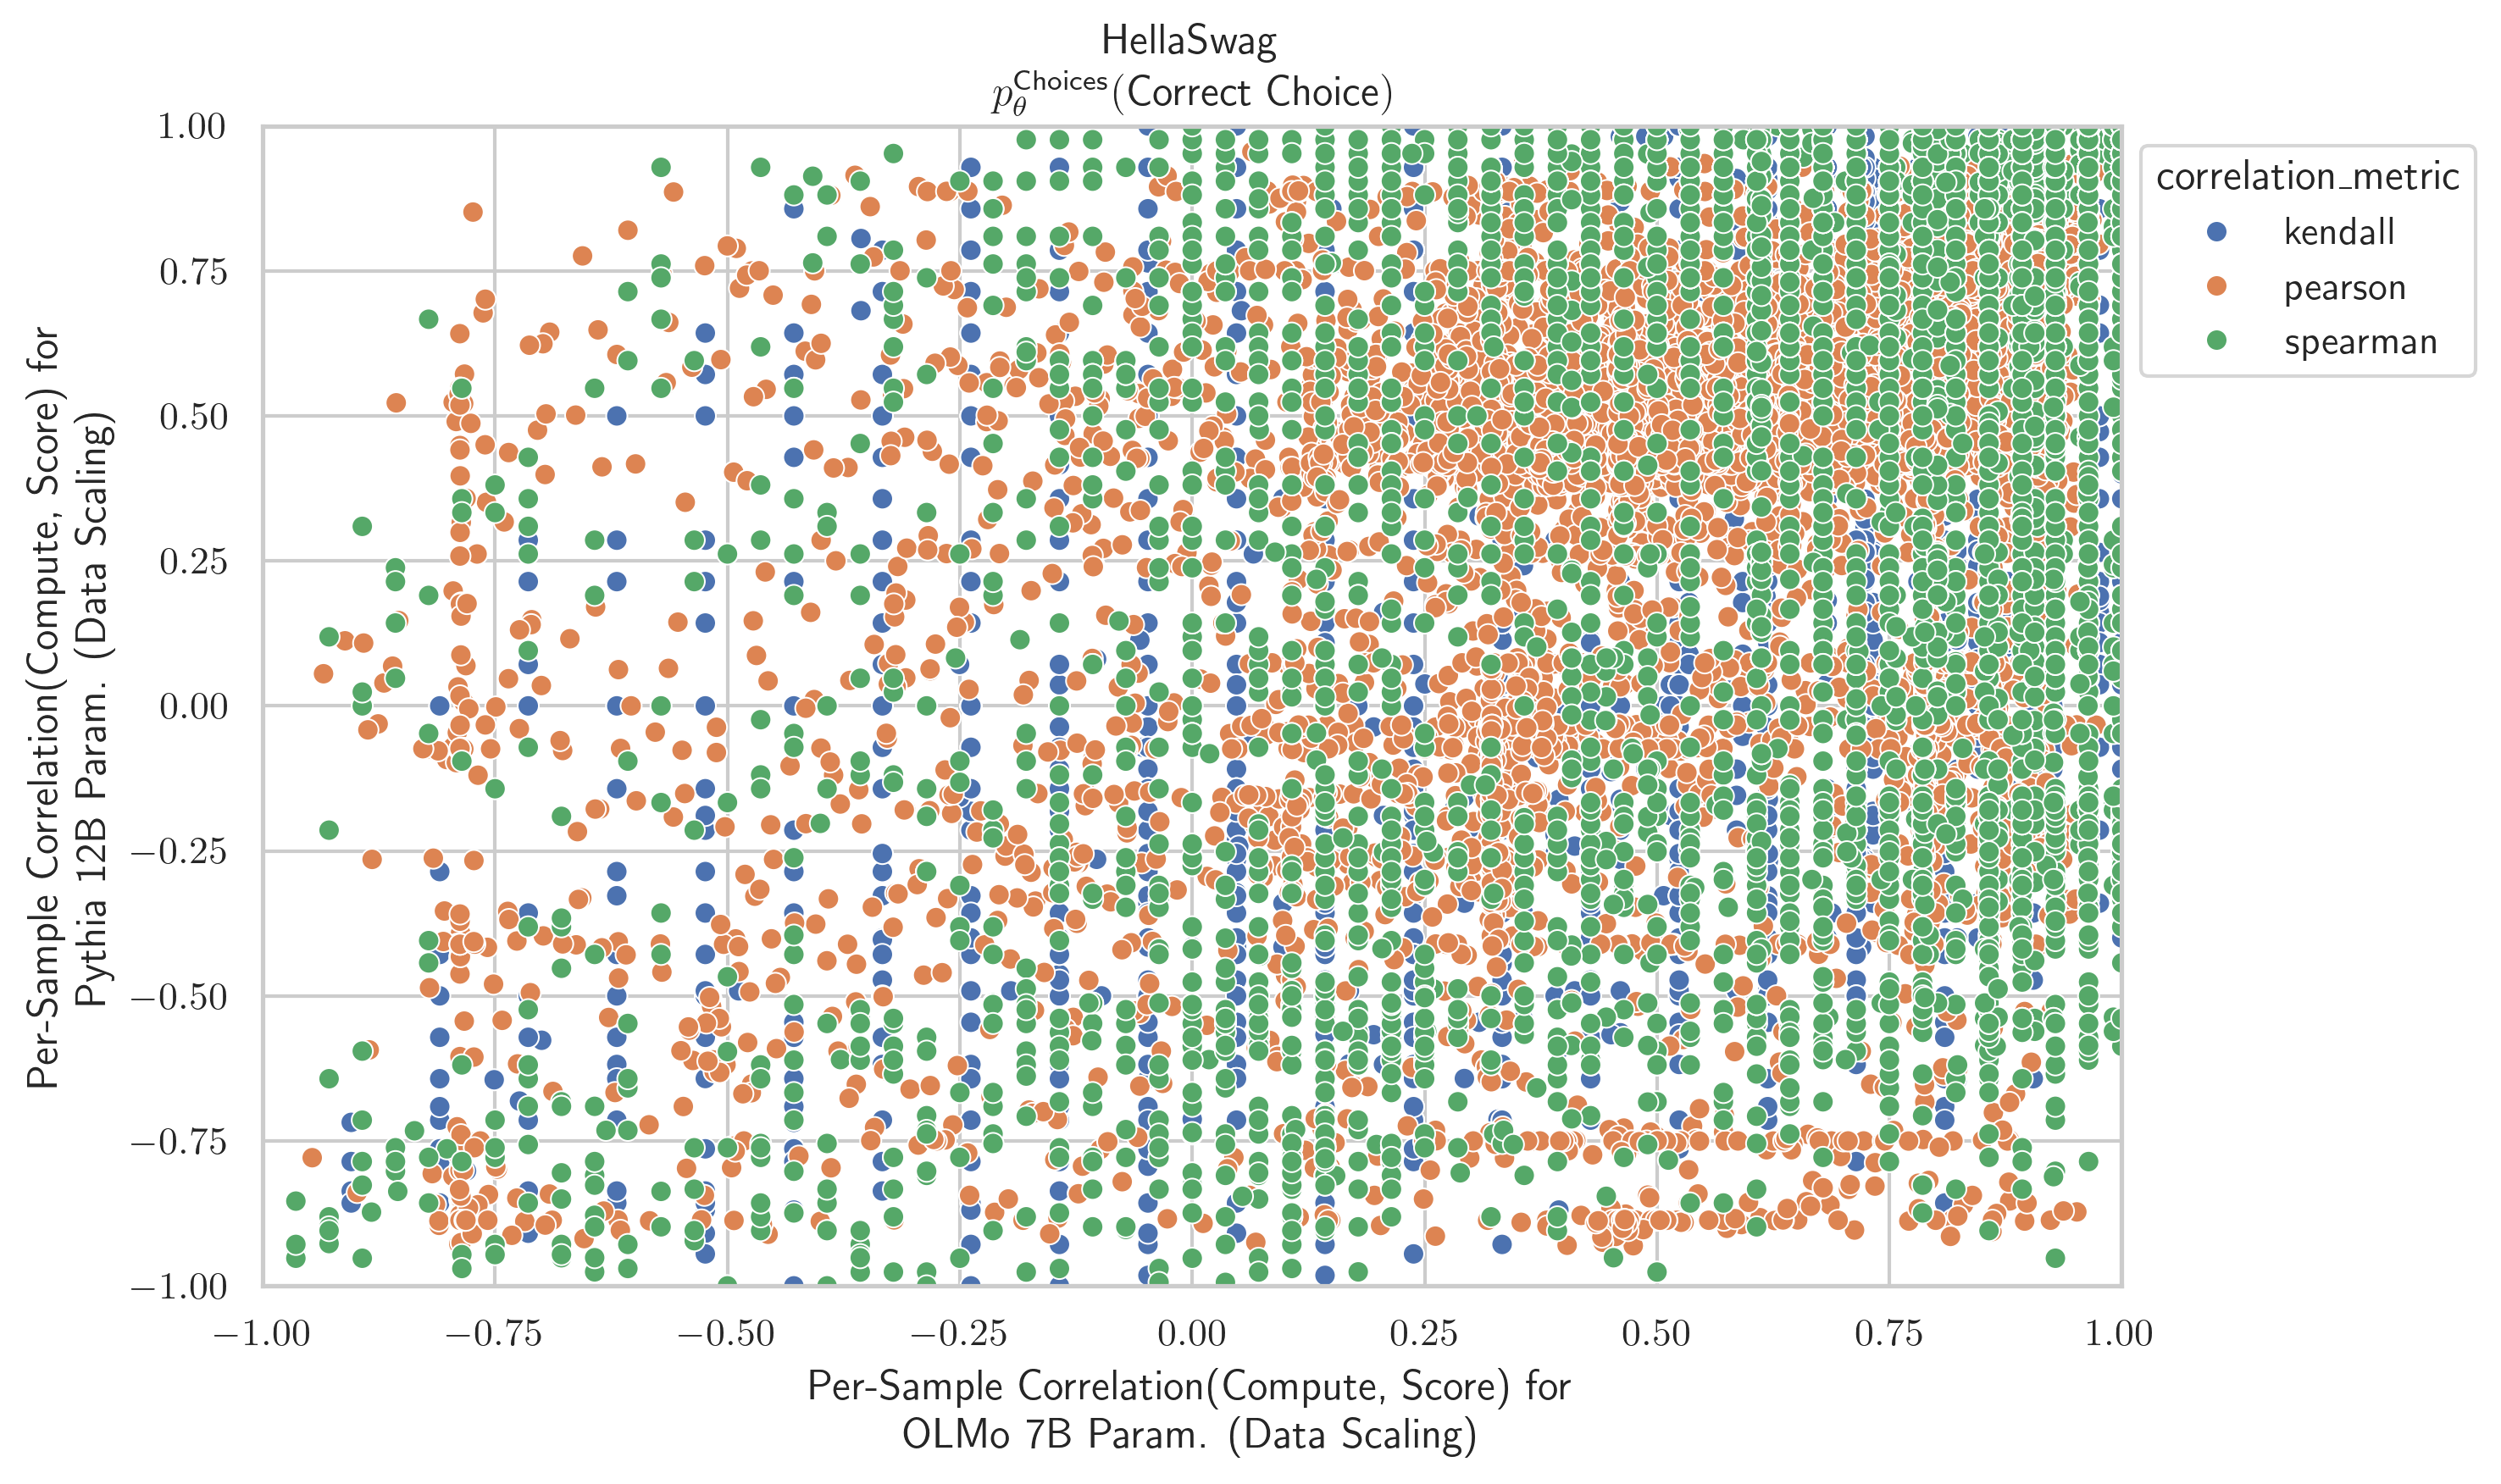 HellaSwag
p_θ^Choices(Correct Choice)
1.00
0.75
0.50
0.25
0.00
−0.25
−0.50
−0.75
−1.00
Per-Sample Correlation(Compute, Score) for
Pythia 12B Param. (Data Scaling)
−1.00 −0.75 −0.50 −0.25 0.00 0.25 0.50 0.75 1.00
Per-Sample Correlation(Compute, Score) for
OLMo 7B Param. (Data Scaling)
correlation_metric
kendall
pearson
spearman